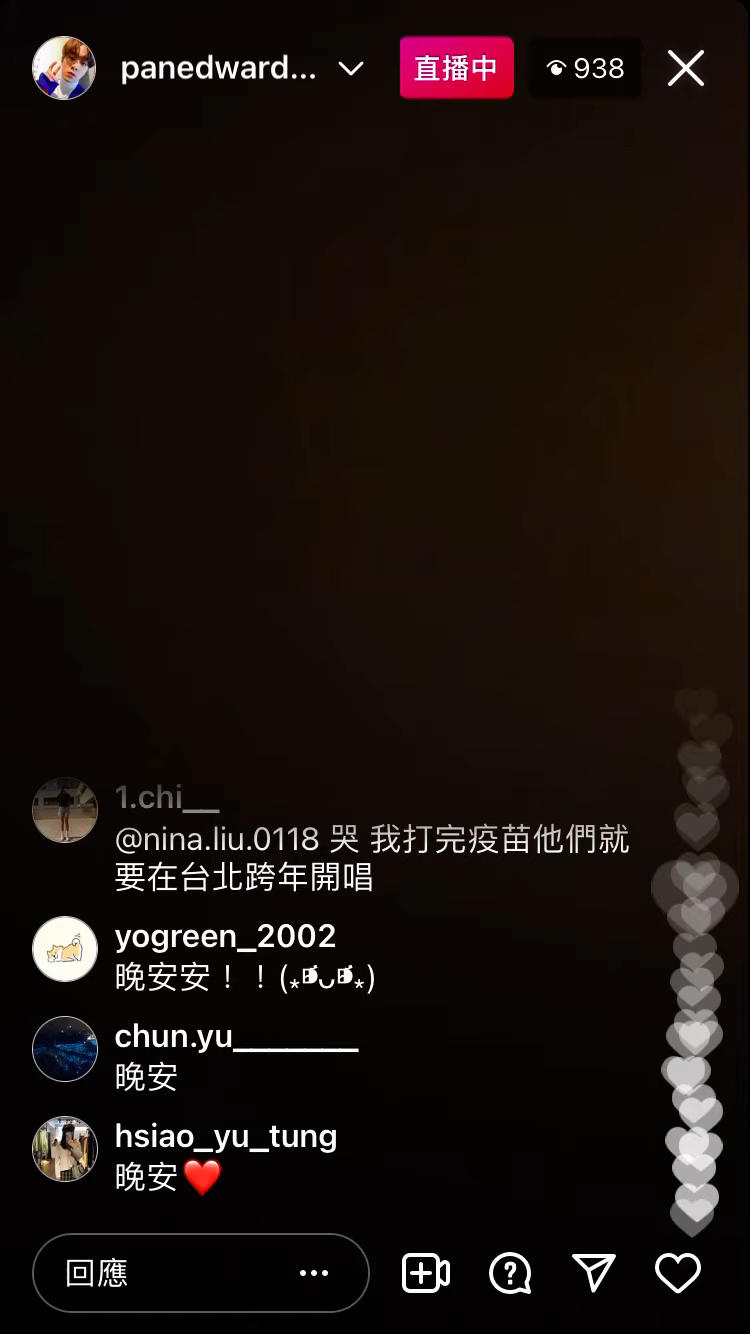 panedward...
直播中
938
1.chi__
@nina.liu.0118 哭 我打完疫苗他們就
要在台北跨年開唱
yogreen_2002
晚安安！！(⁎⁍̴̛ᴗ⁍̴̛⁎)
chun.yu_______
晚安
hsiao_yu_tung
晚安❤️
回應